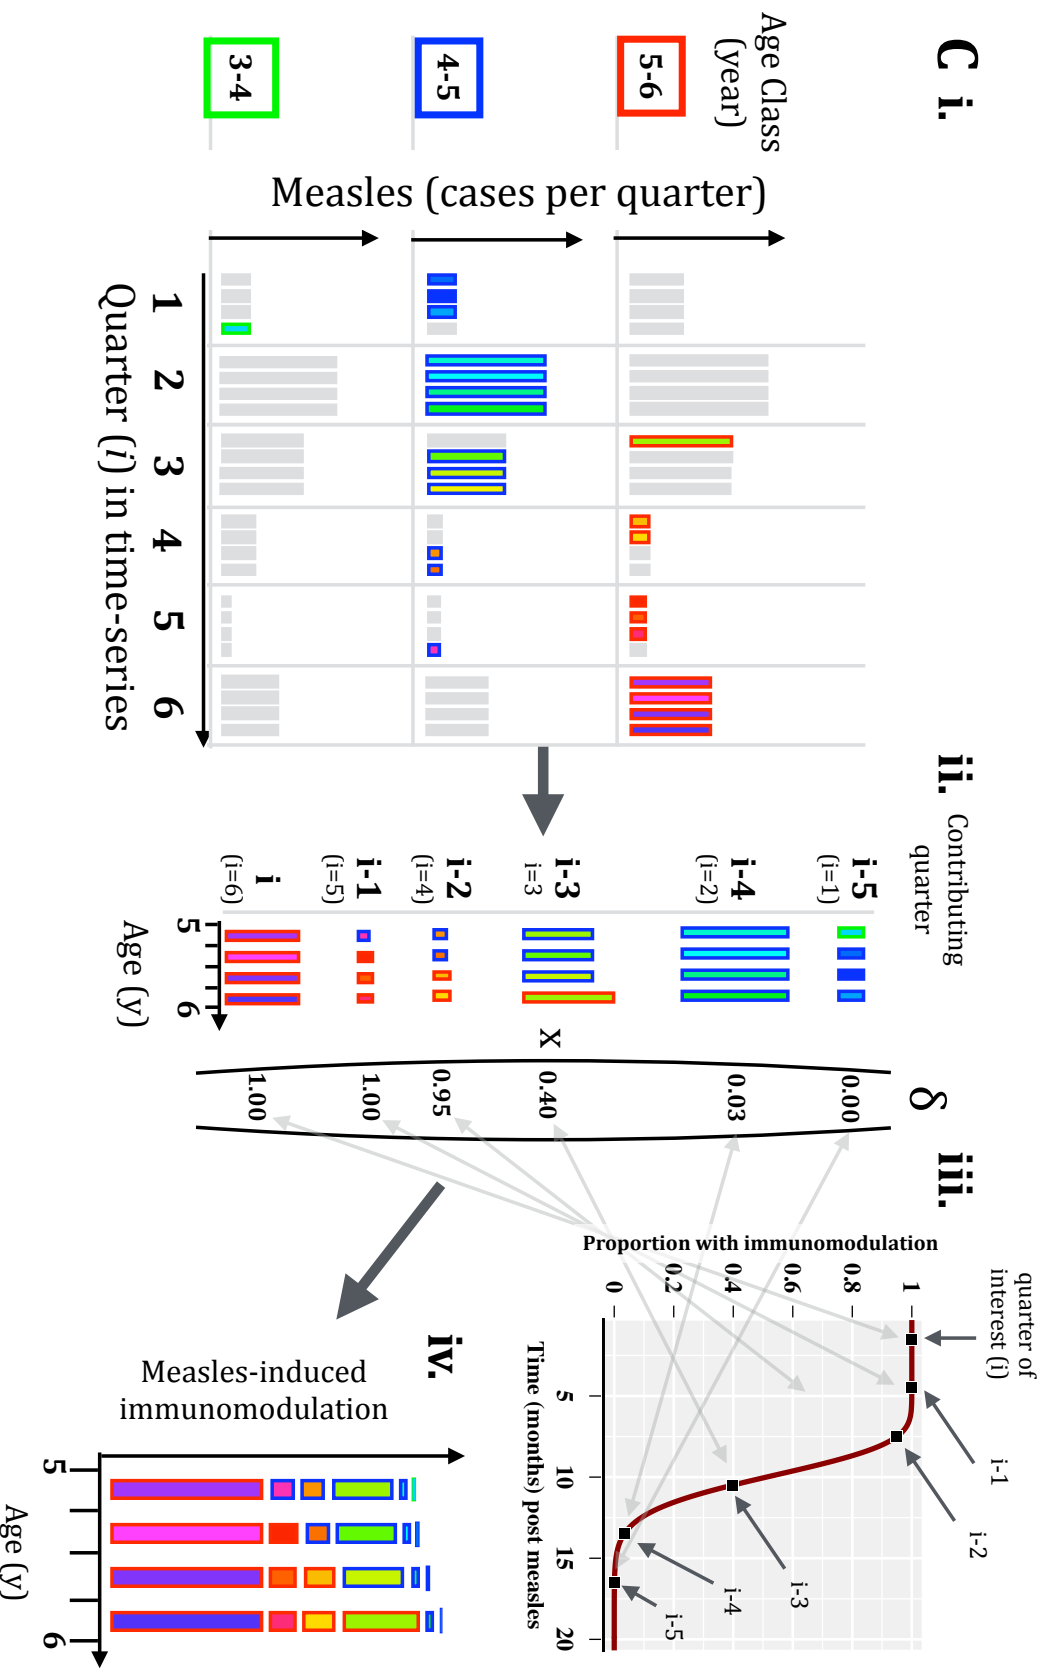 C i.
Age Class
(year)
5-6
4-5
3-4
Measles (cases per quarter)
1
2
3
4
5
6
Quarter (i) in time-series
ii.
Contributing
quarter
i-5
(i=1)
i-4
(i=2)
i-3
i=3
i-2
(i=4)
i-1
(i=5)
i
(i=6)
5
6
Age (y)
X
δ
0.00
0.03
0.40
0.95
1.00
1.00
iii.
quarter of
interest (i)
i-1
i-2
i-3
i-4
i-5
Proportion with immunomodulation
1
0.8
0.6
0.4
0.2
0
5
10
15
20
Time (months) post measles
iv.
Measles-induced
immunomodulation
5
6
Age (y)